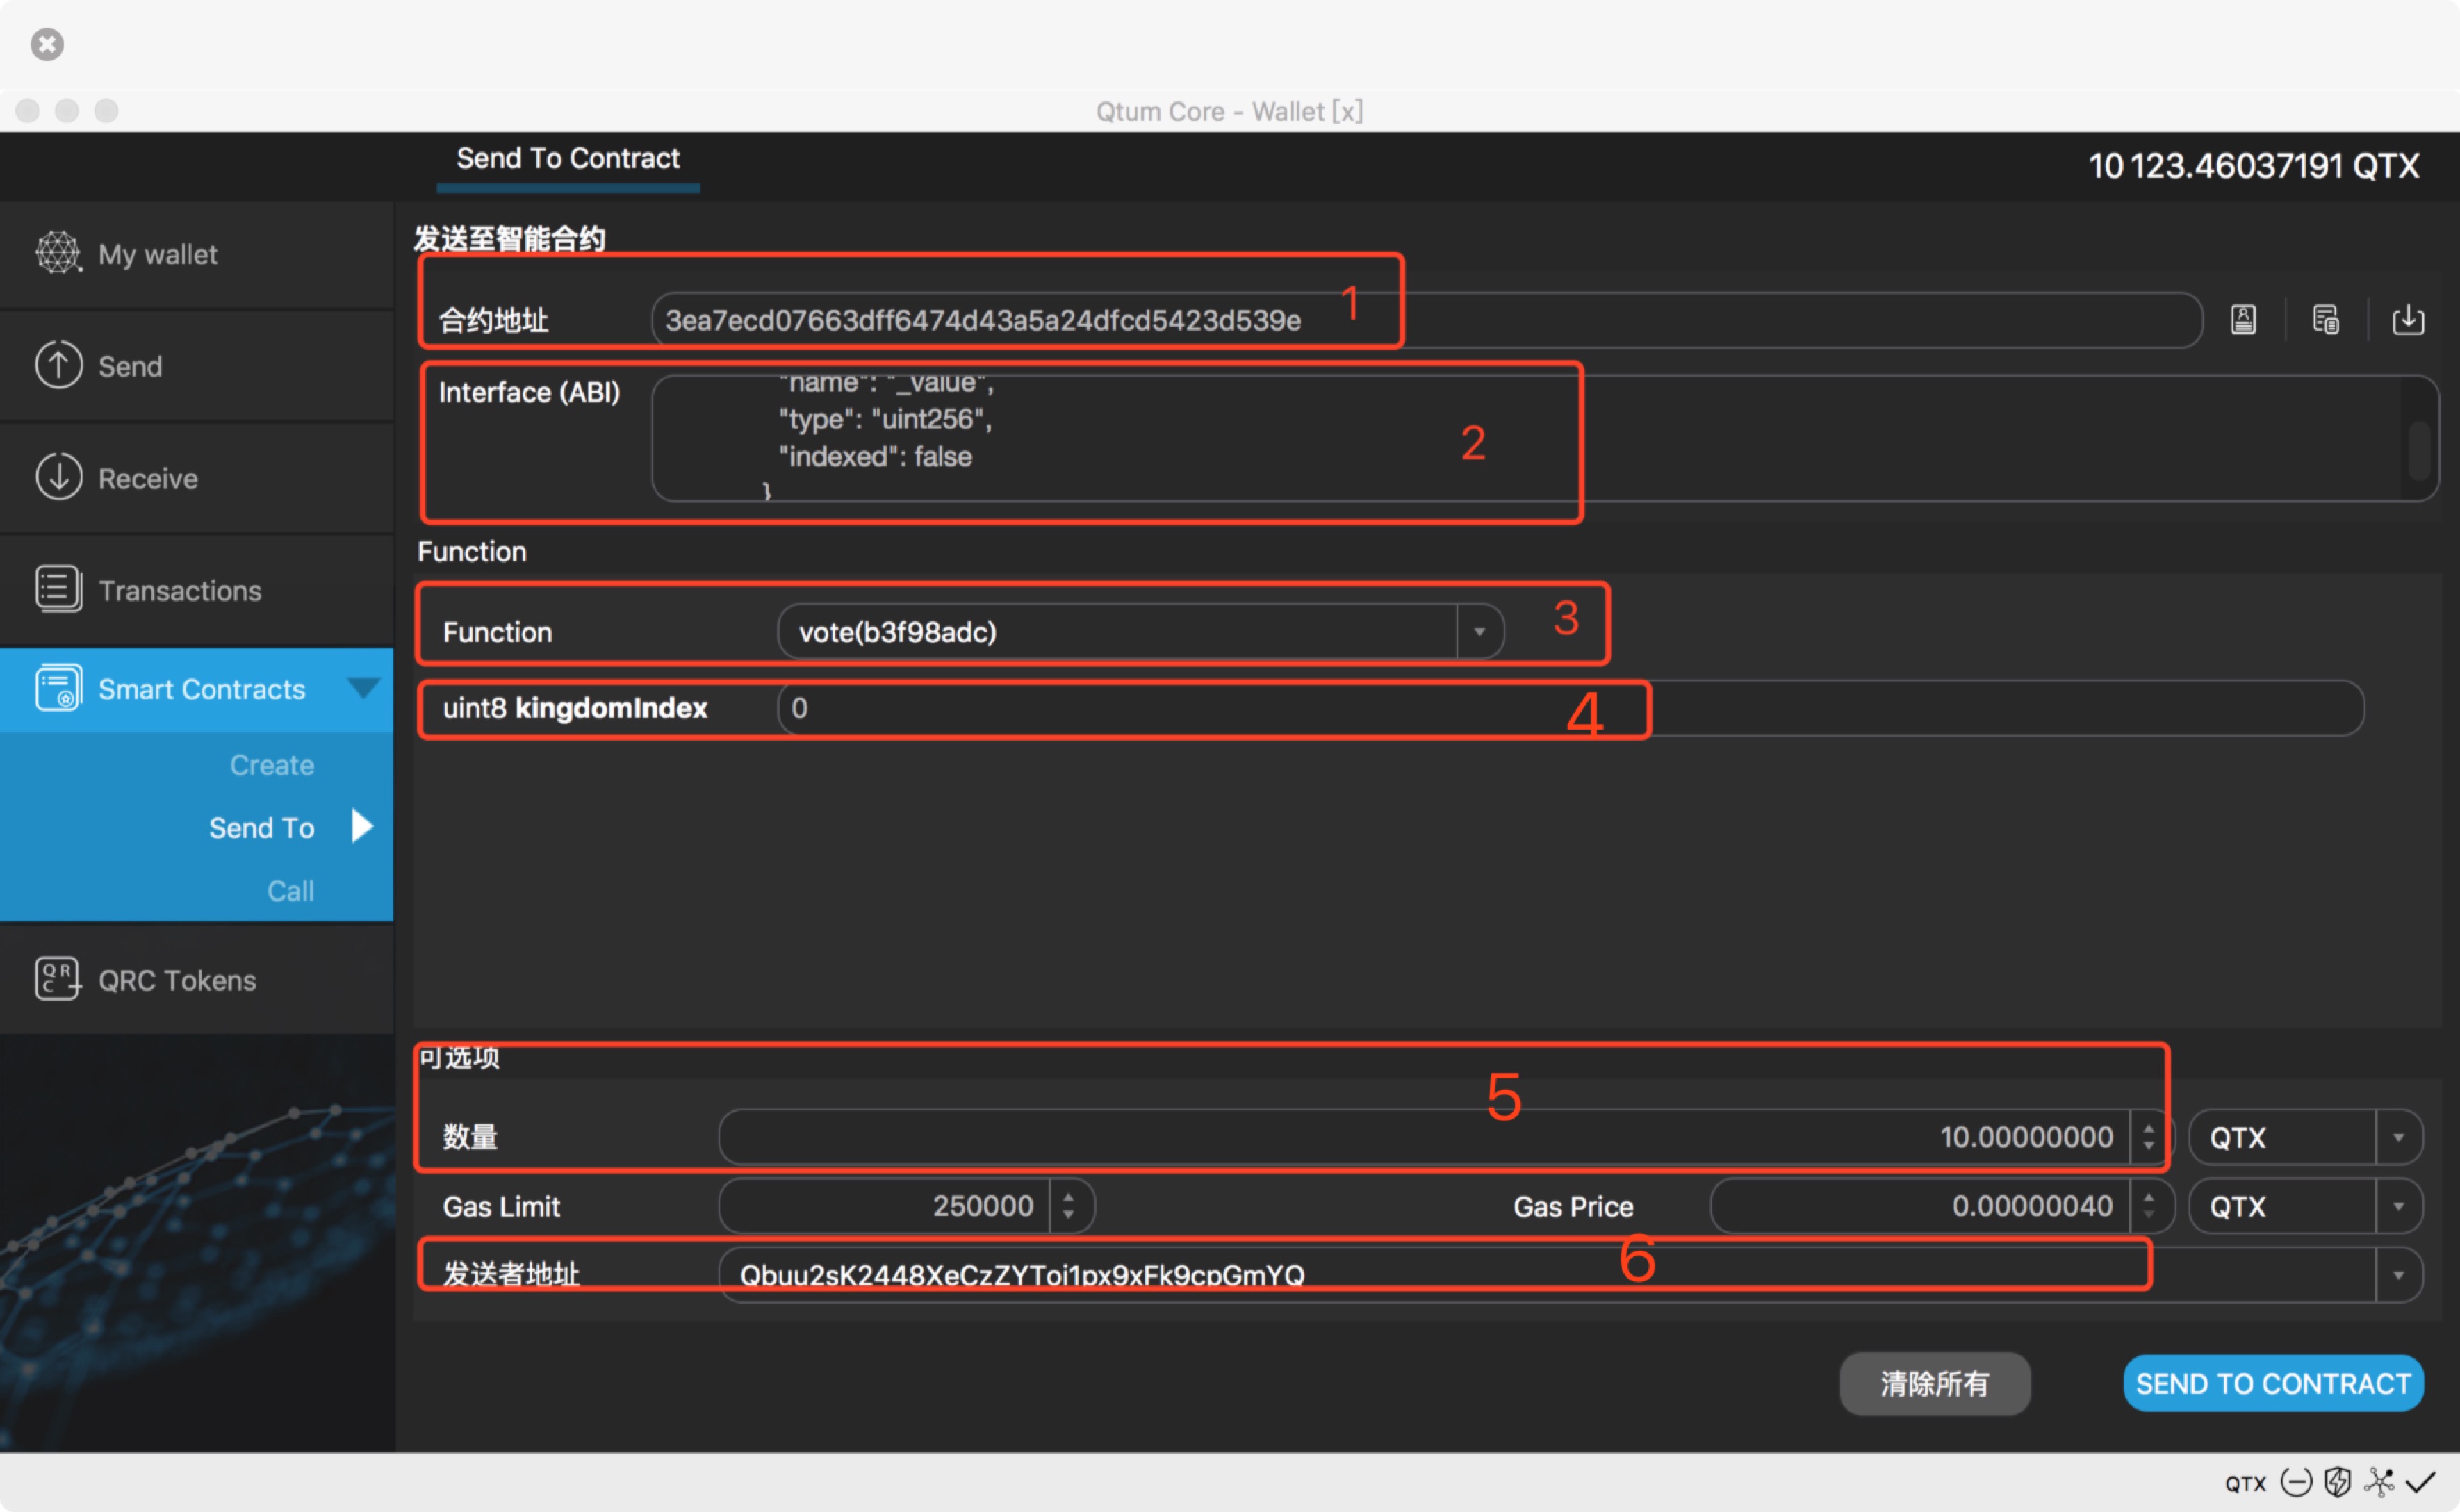 Qtum Core - Wallet [x]
Send To Contract
10 123.46037191 QTX
My wallet
Send
Receive
Transactions
Smart Contracts
Create
Send To
Call
QRC Tokens
发送至智能合约
合约地址
3ea7ecd07663dff6474d43a5a24dfcd5423d539e
1
Interface (ABI)
"name": "_value",
"type": "uint256",
"indexed": false
}
2
Function
Function
vote(b3f98adc)
3
uint8 kingdomIndex
0
4
可选项
5
数量
10.00000000
QTX
Gas Limit
250000
Gas Price
0.00000040
QTX
发送者地址
Qbuu2sK2448XeCzZYToi1px9xFk9cpGmYQ
6
清除所有
SEND TO CONTRACT
QTX